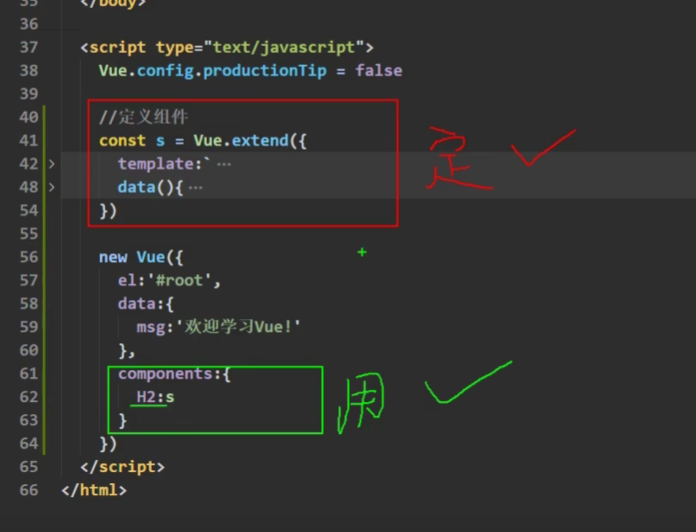 35 </body>
36
37 <script type="text/javascript">
38 Vue.config.productionTip = false
39
40 //定义组件
41 const s = Vue.extend({
42 template:`…
48 data(){…
54 })
定
55
56 new Vue({
57 el:'#root',
58 data:{
59 msg:'欢迎学习Vue!'
60 },
61 components:{
62 H2:s
用
63 }
64 })
65 </script>
66 </html>